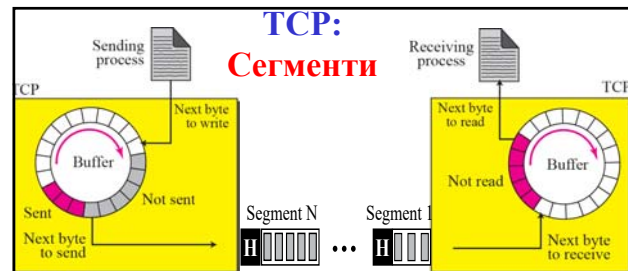 TCP:
Сегменти
Sending
process
Receiving
process
TCP
TCP
Next byte
to write
Next byte
to read
Buffer
Buffer
Not sent
Not read
Sent
Next byte
to send
Segment N
Segment 1
H
...
H
Next byte
to receive